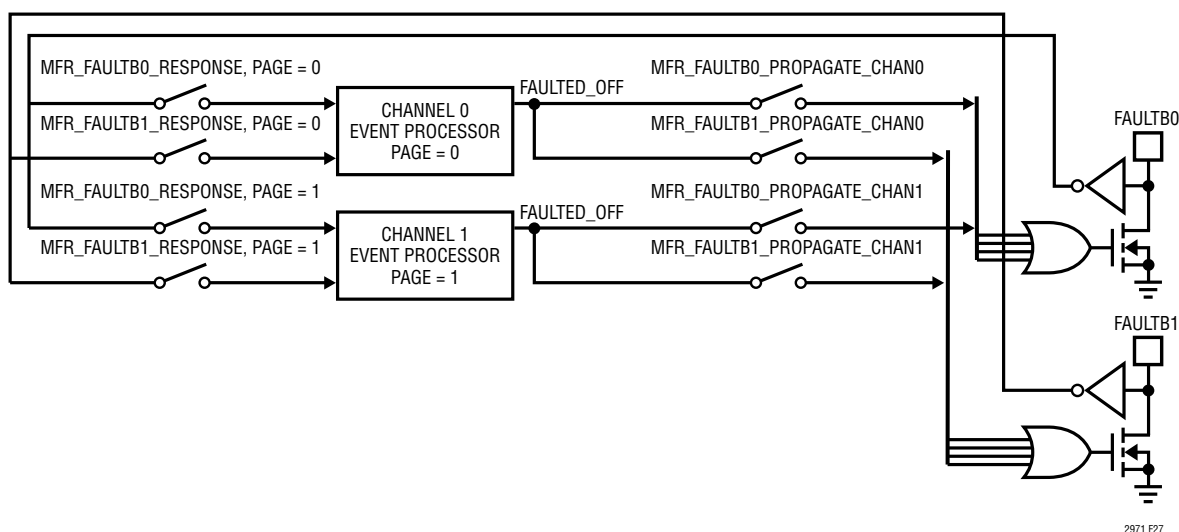 MFR_FAULTB0_RESPONSE, PAGE = 0
MFR_FAULTB1_RESPONSE, PAGE = 0
CHANNEL 0
EVENT PROCESSOR
PAGE = 0
FAULTED_OFF
MFR_FAULTB0_PROPAGATE_CHAN0
MFR_FAULTB1_PROPAGATE_CHAN0
FAULTB0
MFR_FAULTB0_RESPONSE, PAGE = 1
MFR_FAULTB1_RESPONSE, PAGE = 1
CHANNEL 1
EVENT PROCESSOR
PAGE = 1
FAULTED_OFF
MFR_FAULTB0_PROPAGATE_CHAN1
MFR_FAULTB1_PROPAGATE_CHAN1
FAULTB1
2971 F27